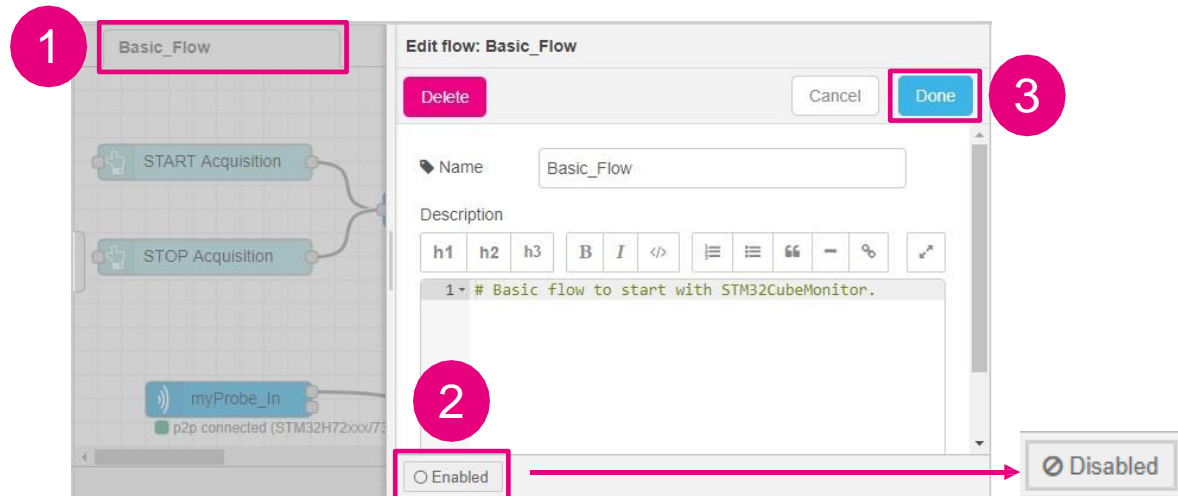 1
Basic_Flow
Edit flow: Basic_Flow
Delete
Cancel
Done
3
START Acquisition
Name
Basic_Flow
Description
h1 h2 h3 B I </>
STOP Acquisition
1 # Basic flow to start with STM32CubeMonitor.
myProbe_In
p2p connected (STM32H72xxx/73
2
Enabled
Disabled